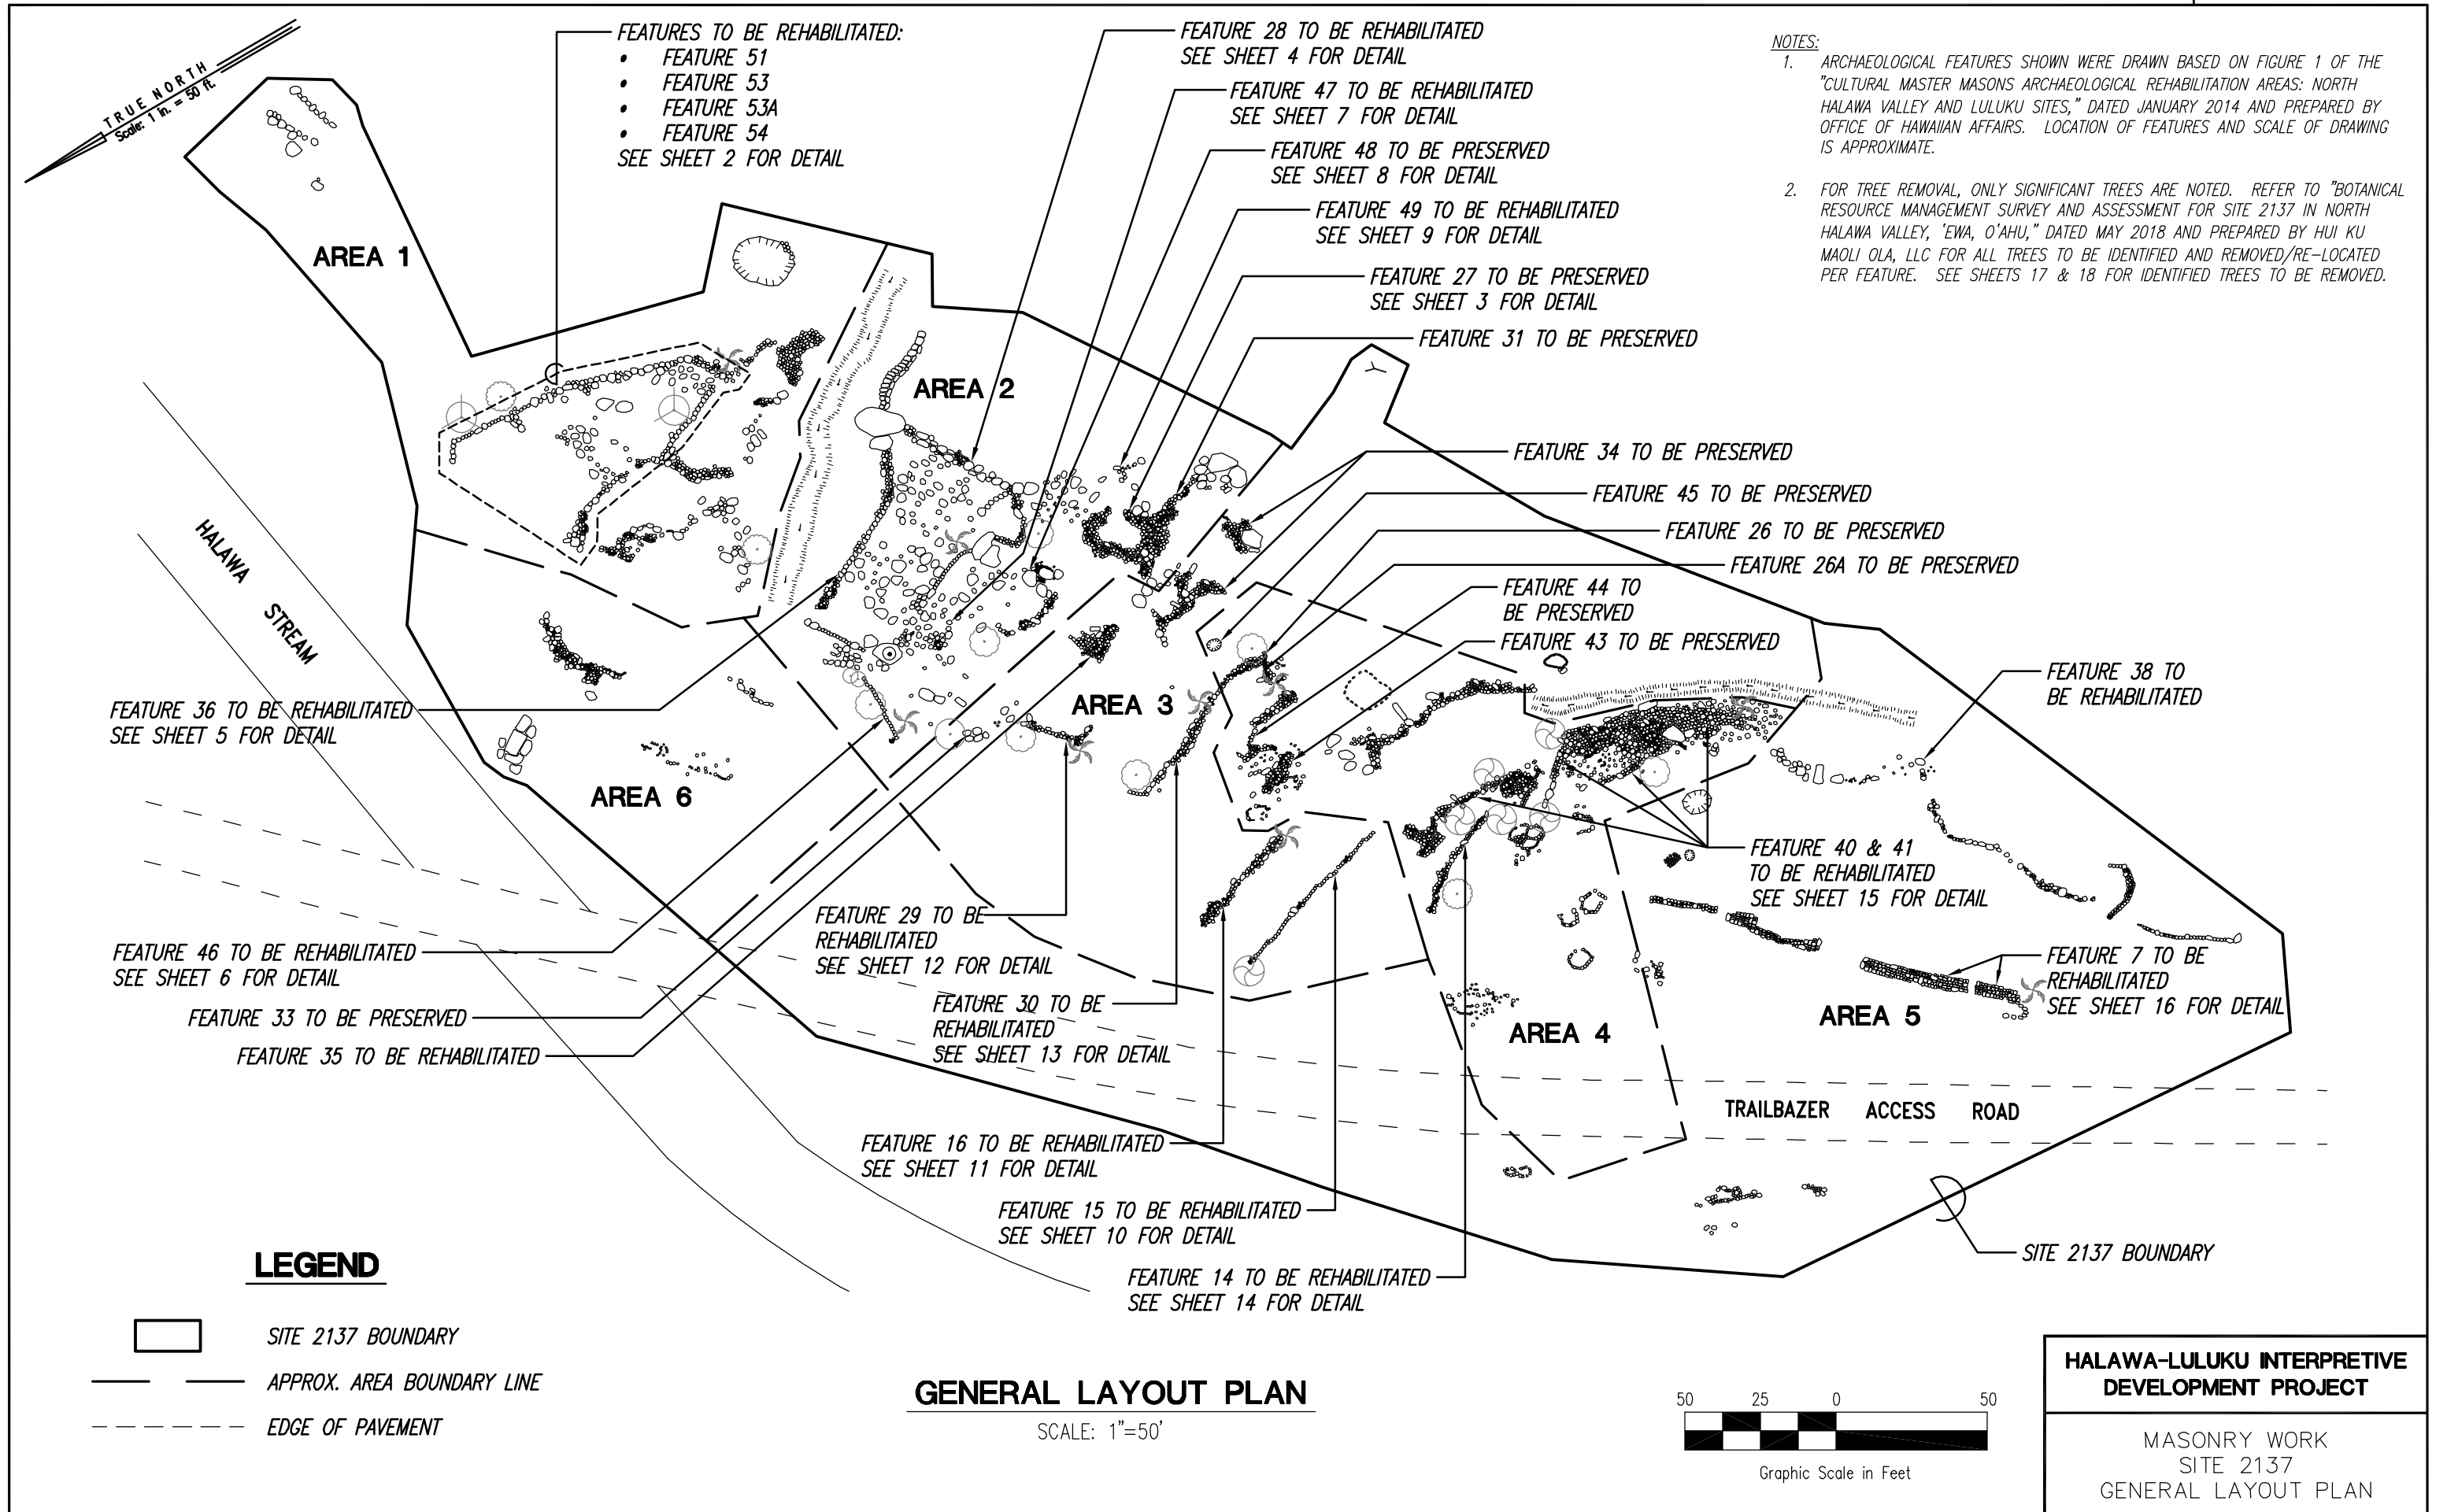 TRUE NORTH
Scale: 1 in. = 50 ft.
FEATURES TO BE REHABILITATED:
• FEATURE 51
• FEATURE 53
• FEATURE 53A
• FEATURE 54
SEE SHEET 2 FOR DETAIL
FEATURE 28 TO BE REHABILITATED
SEE SHEET 4 FOR DETAIL
FEATURE 47 TO BE REHABILITATED
SEE SHEET 7 FOR DETAIL
FEATURE 48 TO BE PRESERVED
SEE SHEET 8 FOR DETAIL
FEATURE 49 TO BE REHABILITATED
SEE SHEET 9 FOR DETAIL
FEATURE 27 TO BE PRESERVED
SEE SHEET 3 FOR DETAIL
FEATURE 31 TO BE PRESERVED
NOTES:
1. ARCHAEOLOGICAL FEATURES SHOWN WERE DRAWN BASED ON FIGURE 1 OF THE
"CULTURAL MASTER MASONS ARCHAEOLOGICAL REHABILITATION AREAS: NORTH
HALAWA VALLEY AND LULUKU SITES," DATED JANUARY 2014 AND PREPARED BY
OFFICE OF HAWAIIAN AFFAIRS. LOCATION OF FEATURES AND SCALE OF DRAWING
IS APPROXIMATE.
2. FOR TREE REMOVAL, ONLY SIGNIFICANT TREES ARE NOTED. REFER TO "BOTANICAL
RESOURCE MANAGEMENT SURVEY AND ASSESSMENT FOR SITE 2137 IN NORTH
HALAWA VALLEY, 'EWA, O'AHU," DATED MAY 2018 AND PREPARED BY HUI KU
MAOLI OLA, LLC FOR ALL TREES TO BE IDENTIFIED AND REMOVED/RE-LOCATED
PER FEATURE. SEE SHEETS 17 & 18 FOR IDENTIFIED TREES TO BE REMOVED.
AREA 1
AREA 2
FEATURE 34 TO BE PRESERVED
FEATURE 45 TO BE PRESERVED
FEATURE 26 TO BE PRESERVED
FEATURE 26A TO BE PRESERVED
FEATURE 44 TO
BE PRESERVED
FEATURE 43 TO BE PRESERVED
FEATURE 38 TO
BE REHABILITATED
HALAWA
STREAM
FEATURE 36 TO BE REHABILITATED
SEE SHEET 5 FOR DETAIL
AREA 3
AREA 6
FEATURE 40 & 41
TO BE REHABILITATED
SEE SHEET 15 FOR DETAIL
FEATURE 29 TO BE
REHABILITATED
SEE SHEET 12 FOR DETAIL
FEATURE 46 TO BE REHABILITATED
SEE SHEET 6 FOR DETAIL
FEATURE 7 TO BE
REHABILITATED
SEE SHEET 16 FOR DETAIL
FEATURE 30 TO BE
REHABILITATED
SEE SHEET 13 FOR DETAIL
FEATURE 33 TO BE PRESERVED
FEATURE 35 TO BE REHABILITATED
AREA 4
AREA 5
TRAILBAZER ACCESS ROAD
FEATURE 16 TO BE REHABILITATED
SEE SHEET 11 FOR DETAIL
FEATURE 15 TO BE REHABILITATED
SEE SHEET 10 FOR DETAIL
FEATURE 14 TO BE REHABILITATED
SEE SHEET 14 FOR DETAIL
SITE 2137 BOUNDARY
LEGEND
SITE 2137 BOUNDARY
APPROX. AREA BOUNDARY LINE
EDGE OF PAVEMENT
GENERAL LAYOUT PLAN
SCALE: 1"=50'
50 25 0 50
Graphic Scale in Feet
HALAWA-LULUKU INTERPRETIVE
DEVELOPMENT PROJECT
MASONRY WORK
SITE 2137
GENERAL LAYOUT PLAN